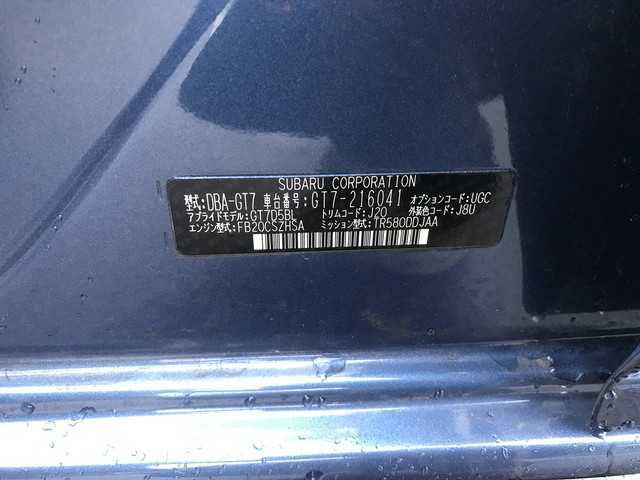 SUBARU CORPORATION
型式:DBA-GT7 車台番号:GT7-216041 オプションコード:UGC
アプライドモデル:GT7D5BL トリムコード:J20 外装色コード:J8U
エンジン型式:FB20CSZHSA ミッション型式:TR580DDJAA